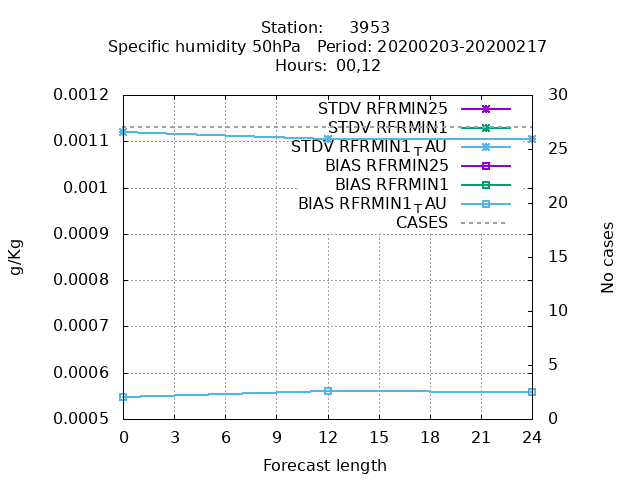 Station: 3953
Specific humidity 50hPa Period: 20200203-20200217
Hours: 00,12
0.0012
0.0011
0.001
0.0009
0.0008
0.0007
0.0006
0.0005
g/Kg
STDV RFRMIN25
STDV RFRMIN1
STDV RFRMIN1TAU
BIAS RFRMIN25
BIAS RFRMIN1
BIAS RFRMIN1TAU
CASES
30
25
20
15
10
5
0
No cases
0 3 6 9 12 15 18 21 24
Forecast length